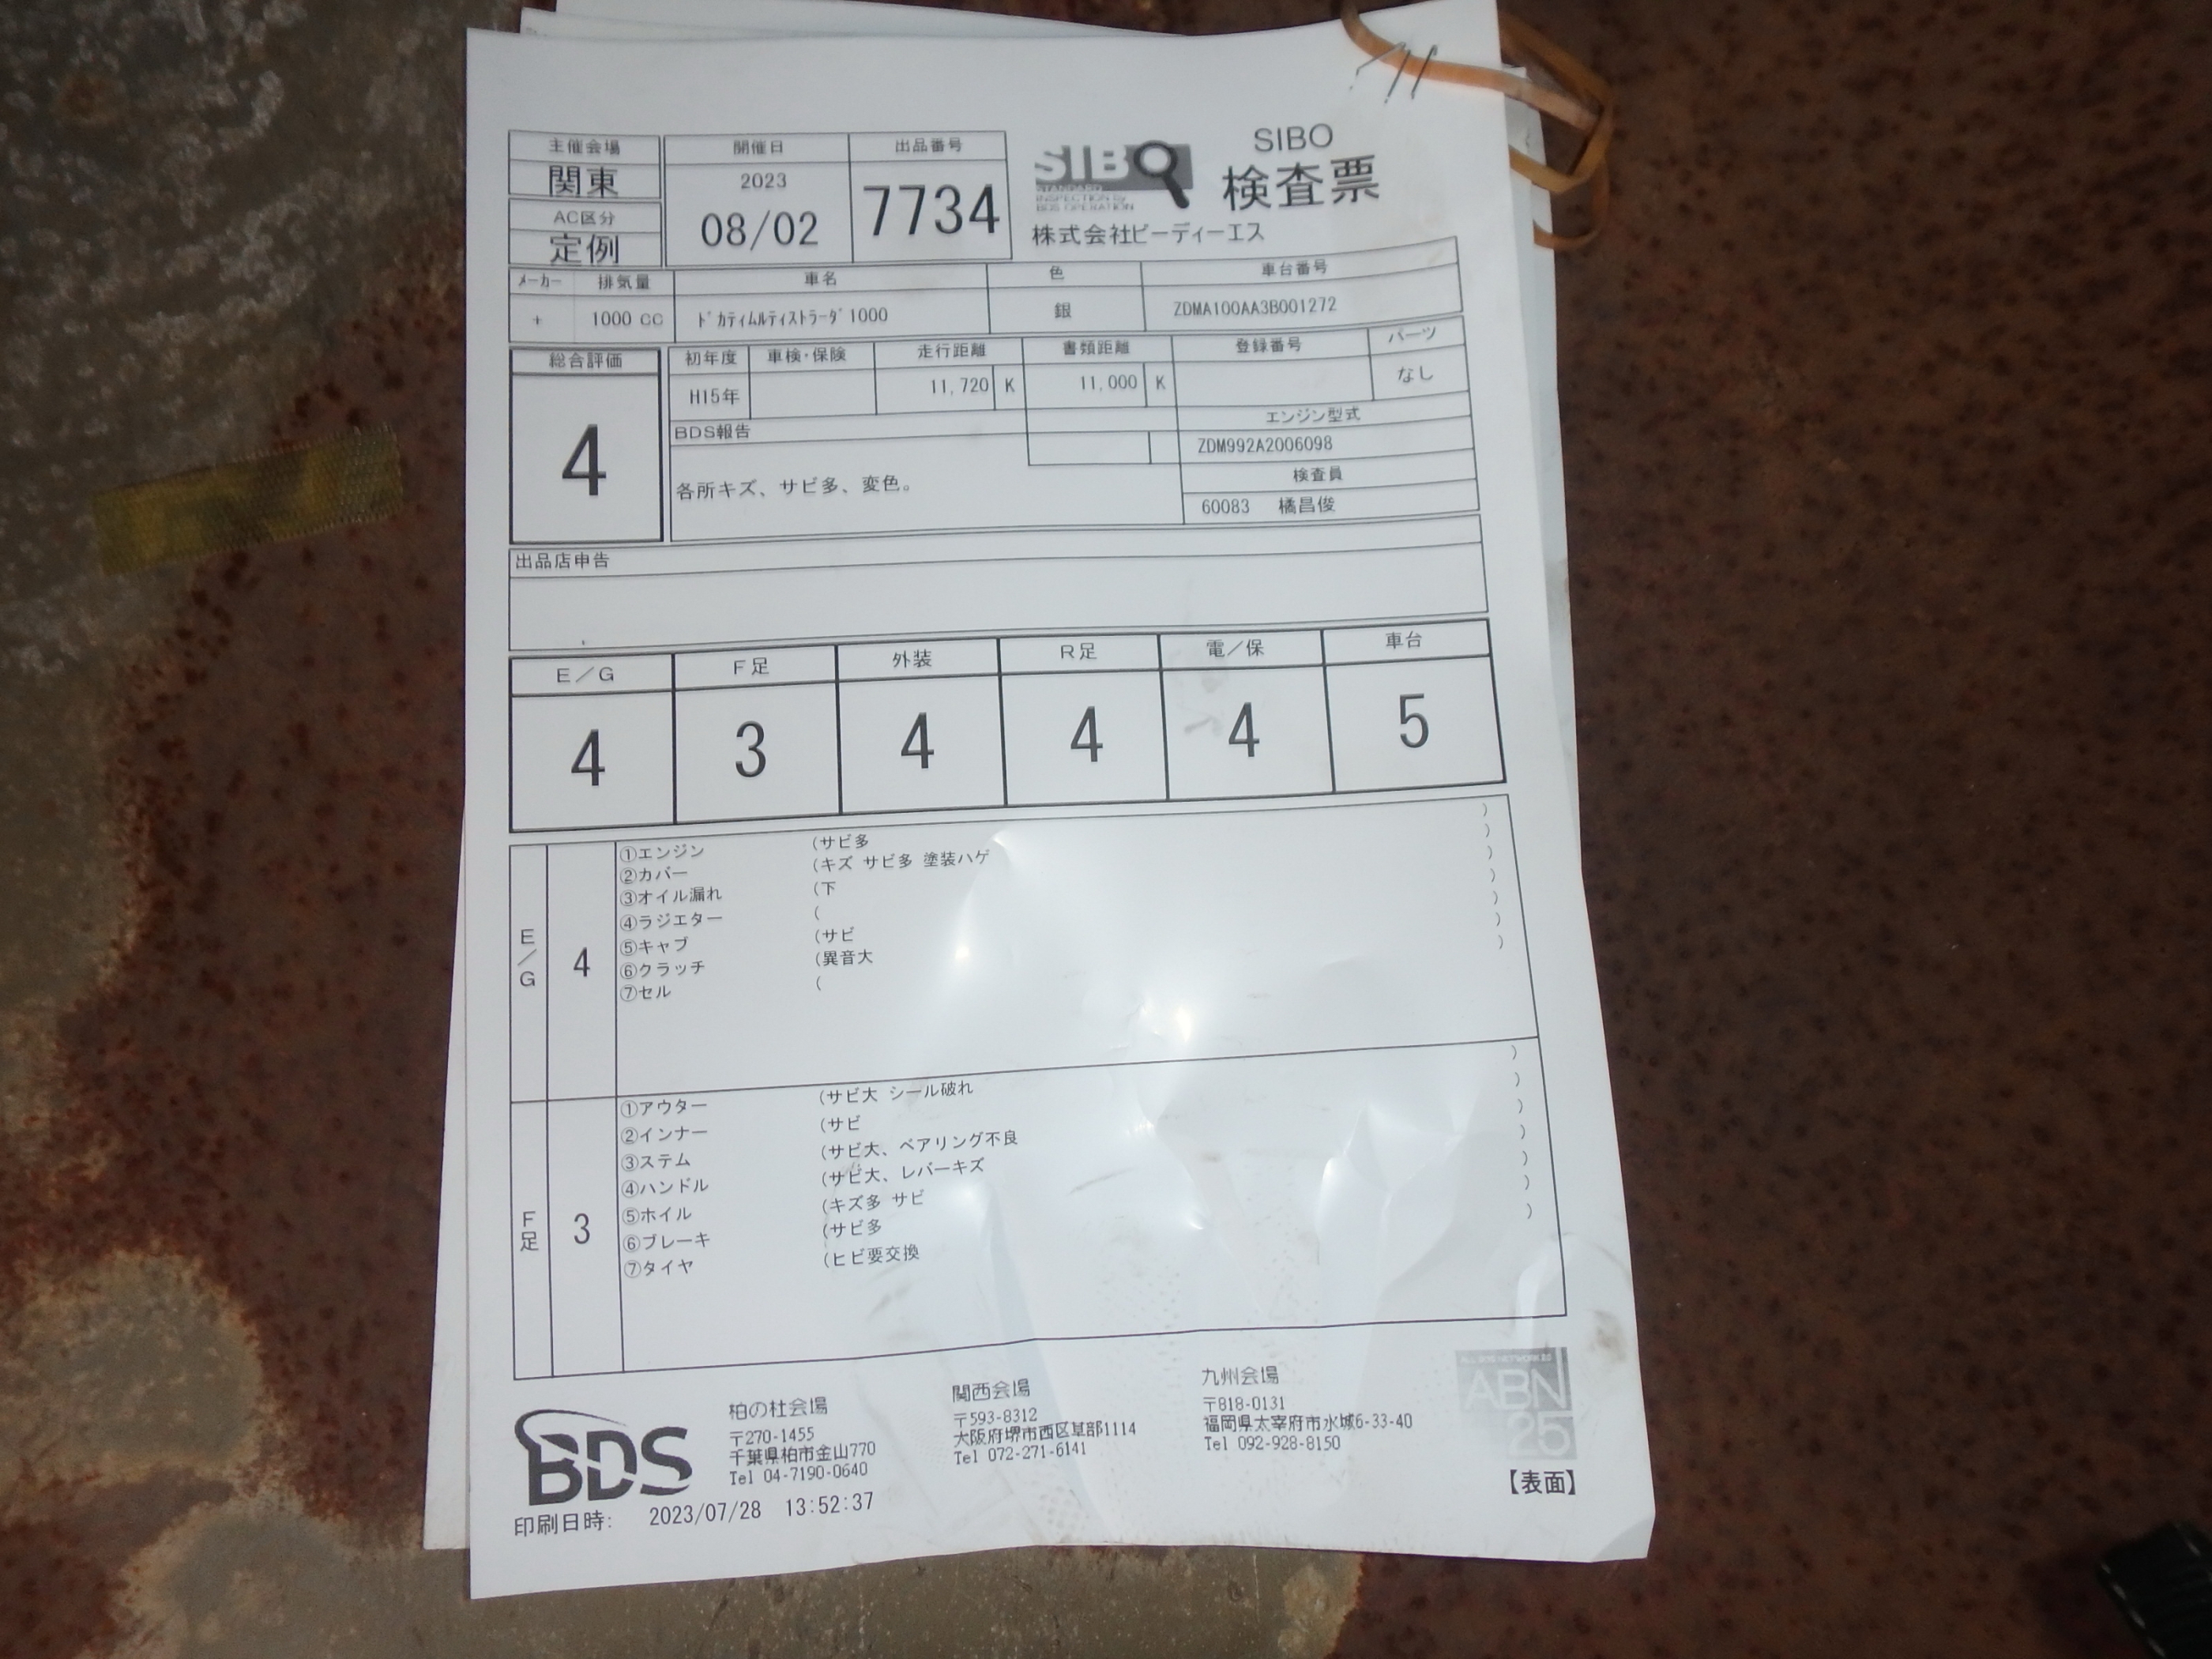 主催会場
関東
AC区分
定例
開催日
2023
08/02
出品番号
7734
SIBO
STANDARD
INSPECTION by
BDS OPERATION
SIBO
検査票
株式会社ビーディーエス
メーカー 排気量 車名 色 車台番号
+ 1000 CC ドカティムルティストラーダ1000 銀 ZDMA100AA3B001272
総合評価
4
初年度 車検・保険 走行距離 書類距離 登録番号 パーツ
H15年 11,720 K 11,000 K なし
BDS報告
各所キズ、サビ多、変色。
エンジン型式
ZDM992A2006098
検査員
60083 橘昌俊
出品店申告
E/G F足 外装 R足 電/保 車台
4 3 4 4 4 5
E/G
4
①エンジン (サビ多 )
②カバー (キズ サビ多 塗装ハゲ )
③オイル漏れ (下 )
④ラジエター ( )
⑤キャブ (サビ )
⑥クラッチ (異音大 )
⑦セル ( )
F足
3
①アウター (サビ大 シール破れ )
②インナー (サビ )
③ステム (サビ大、ベアリング不良 )
④ハンドル (サビ大、レバーキズ )
⑤ホイル (キズ多 サビ )
⑥ブレーキ (サビ多 )
⑦タイヤ (ヒビ要交換 )
BDS
柏の杜会場
〒270-1455
千葉県柏市金山770
Tel 04-7190-0640
関西会場
〒593-8312
大阪府堺市西区草部1114
Tel 072-271-6141
九州会場
〒818-0131
福岡県太宰府市水城6-33-40
Tel 092-928-8150
ABN
25
【表面】
印刷日時: 2023/07/28 13:52:37